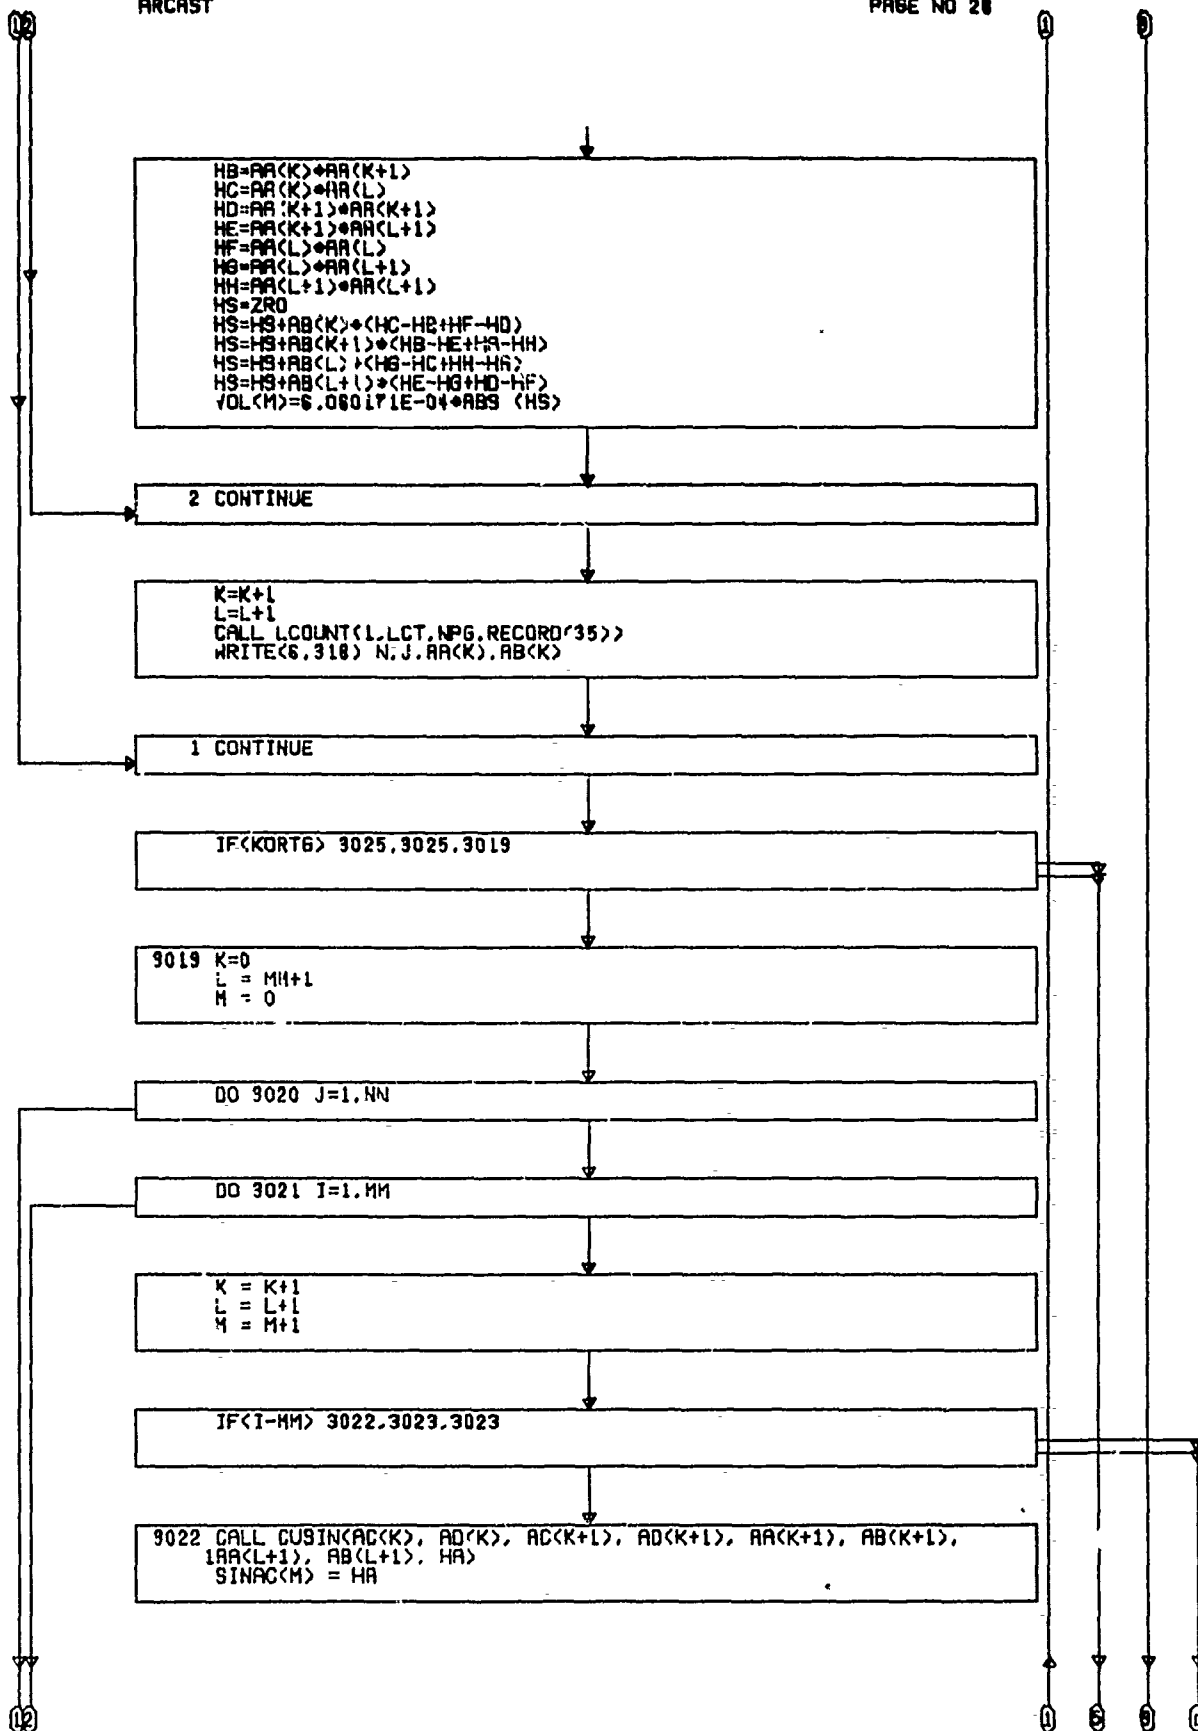 ARCAST PAGE NO 26
12 1
HB=AA(K)*AA(K+1)
HC=AA(K)*AA(L)
HD=AA(K+1)*AA(K+1)
HE=AA(K+1)*AA(L+1)
HF=AA(L)*AA(L)
HG=AA(L)*AA(L+1)
HH=AA(L+1)*AA(L+1)
HS=ZRO
HS=HS+AB(K)*(HC-HB+HF-HD)
HS=HS+AB(K+1)*(HB-HE+HA-HH)
HS=HS+AB(L)*(HG-HC+HH-HA)
HS=HS+AB(L+1)*(HE-HG+HD-HF)
VOL(M)=6.060171E-04*ABS (HS)
2 CONTINUE
K=K+1
L=L+1
CALL LCOUNT(1,LCT,NPG,RECORD(35))
WRITE(6,318) N,J,AA(K),AB(K)
1 CONTINUE
IF(KORTG) 3025,3025,3019
3019 K=0
L = MM+1
M = 0
DO 3020 J=1,NN
DO 3021 I=1,MM
K = K+1
L = L+1
M = M+1
IF(I-MM) 3022,3023,3023
3022 CALL CUSIN(AC(K), AD(K), AC(K+1), AD(K+1), AA(K+1), AB(K+1),
1AA(L+1), AB(L+1), HA)
SINAC(M) = HA
12 1 5